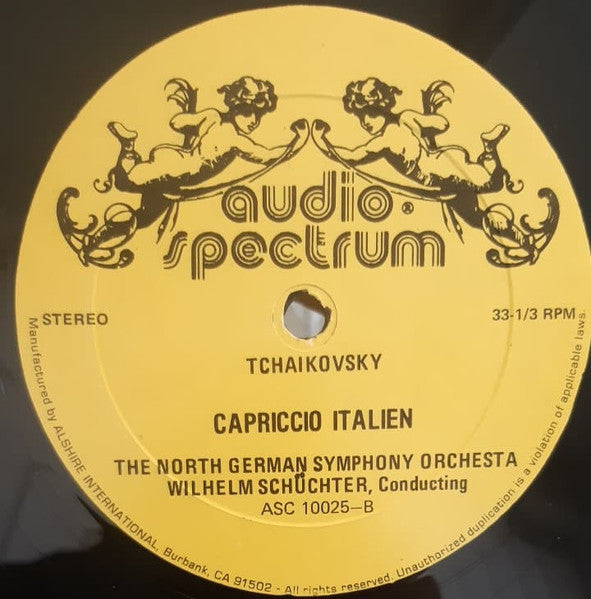 audio®
spectrum
STEREO
33-1/3 RPM
TCHAIKOVSKY
CAPRICCIO ITALIEN
THE NORTH GERMAN SYMPHONY ORCHESTA
WILHELM SCHÜCHTER, Conducting
ASC 10025-B
Manufactured by ALSHIRE INTERNATIONAL, Burbank, CA 91502 - All rights reserved. Unauthorized duplication is a violation of applicable laws.